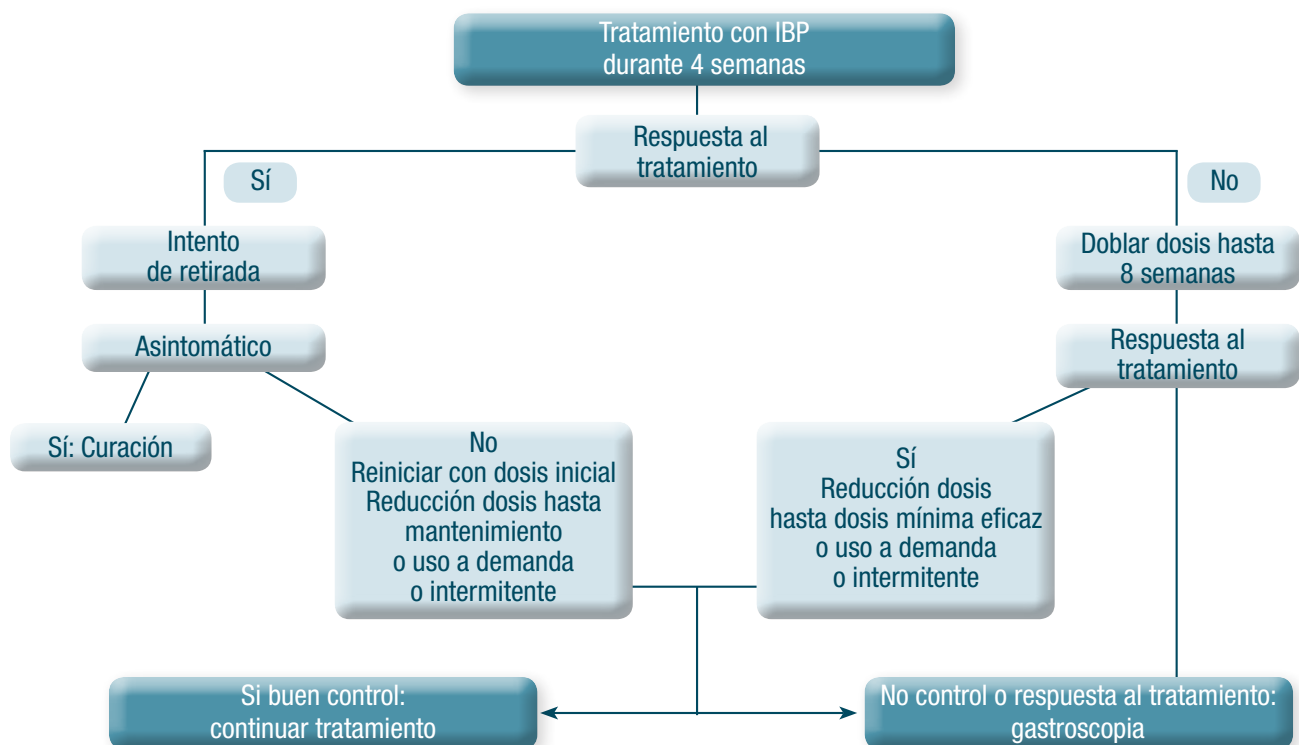 Tratamiento con IBP
durante 4 semanas
Respuesta al
tratamiento
Sí
No
Intento
de retirada
Doblar dosis hasta
8 semanas
Asintomático
Respuesta al
tratamiento
Sí: Curación
No
Reiniciar con dosis inicial
Reducción dosis hasta
mantenimiento
o uso a demanda
o intermitente
Sí
Reducción dosis
hasta dosis mínima eficaz
o uso a demanda
o intermitente
Si buen control:
continuar tratamiento
No control o respuesta al tratamiento:
gastroscopia